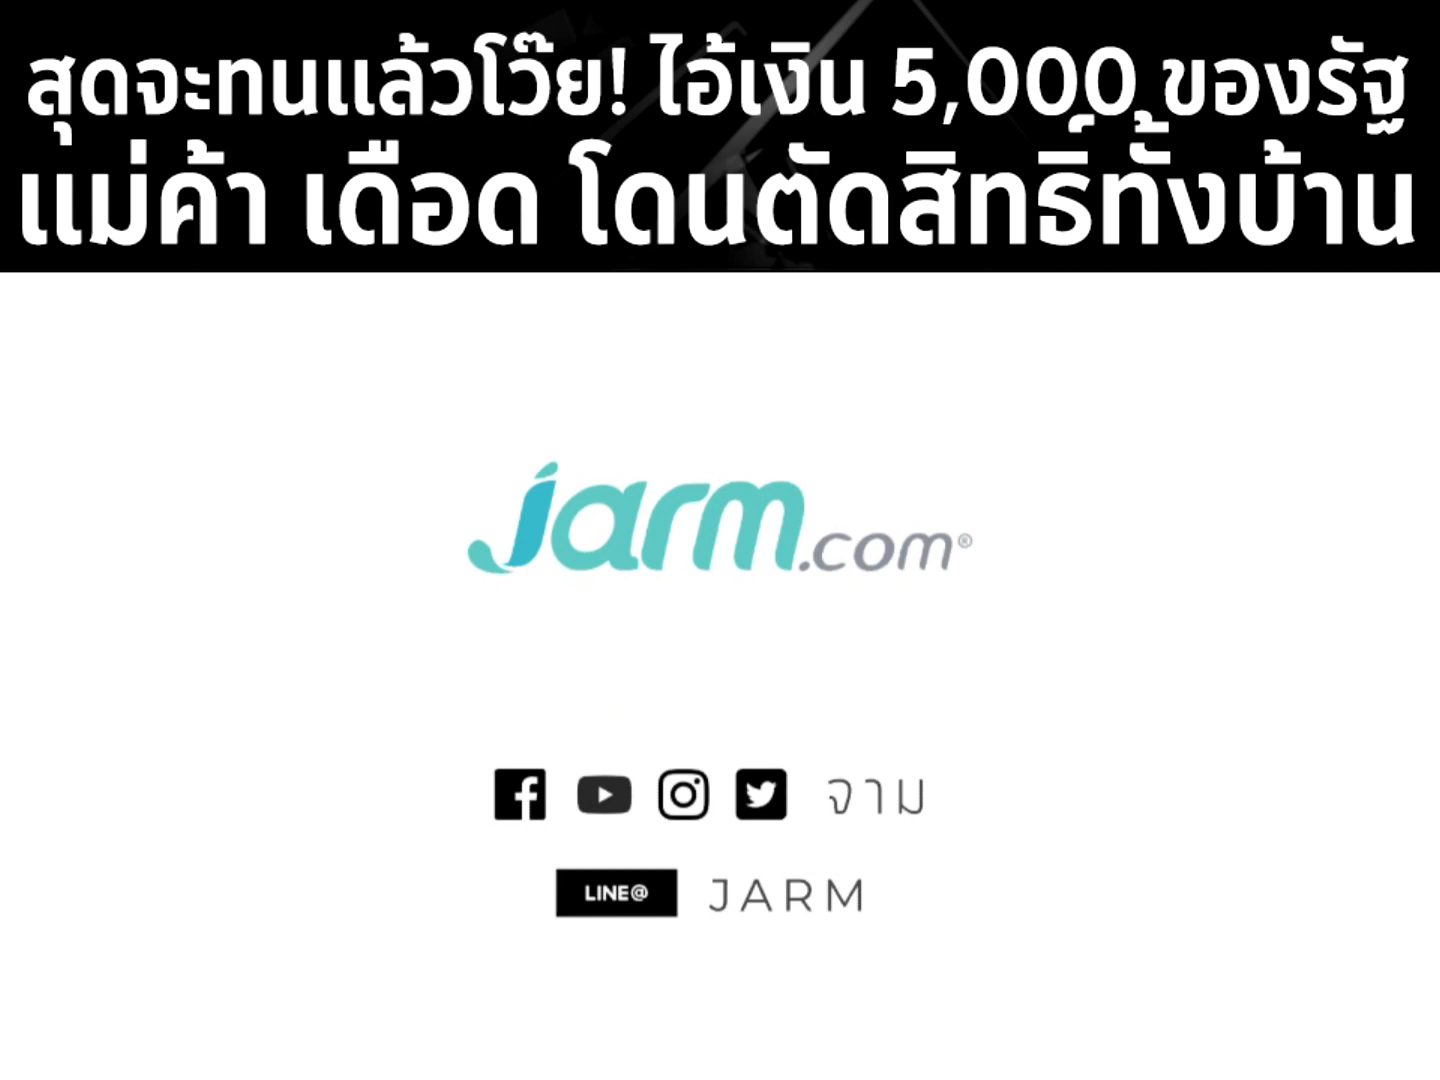 สุดจะทนแล้วโว๊ย! ไอ้เงิน 5,000 ของรัฐ
แม่ค้า เดือด โดนตัดสิทธิ์ทั้งบ้าน
jarm.com®
จาม
LINE@ JARM